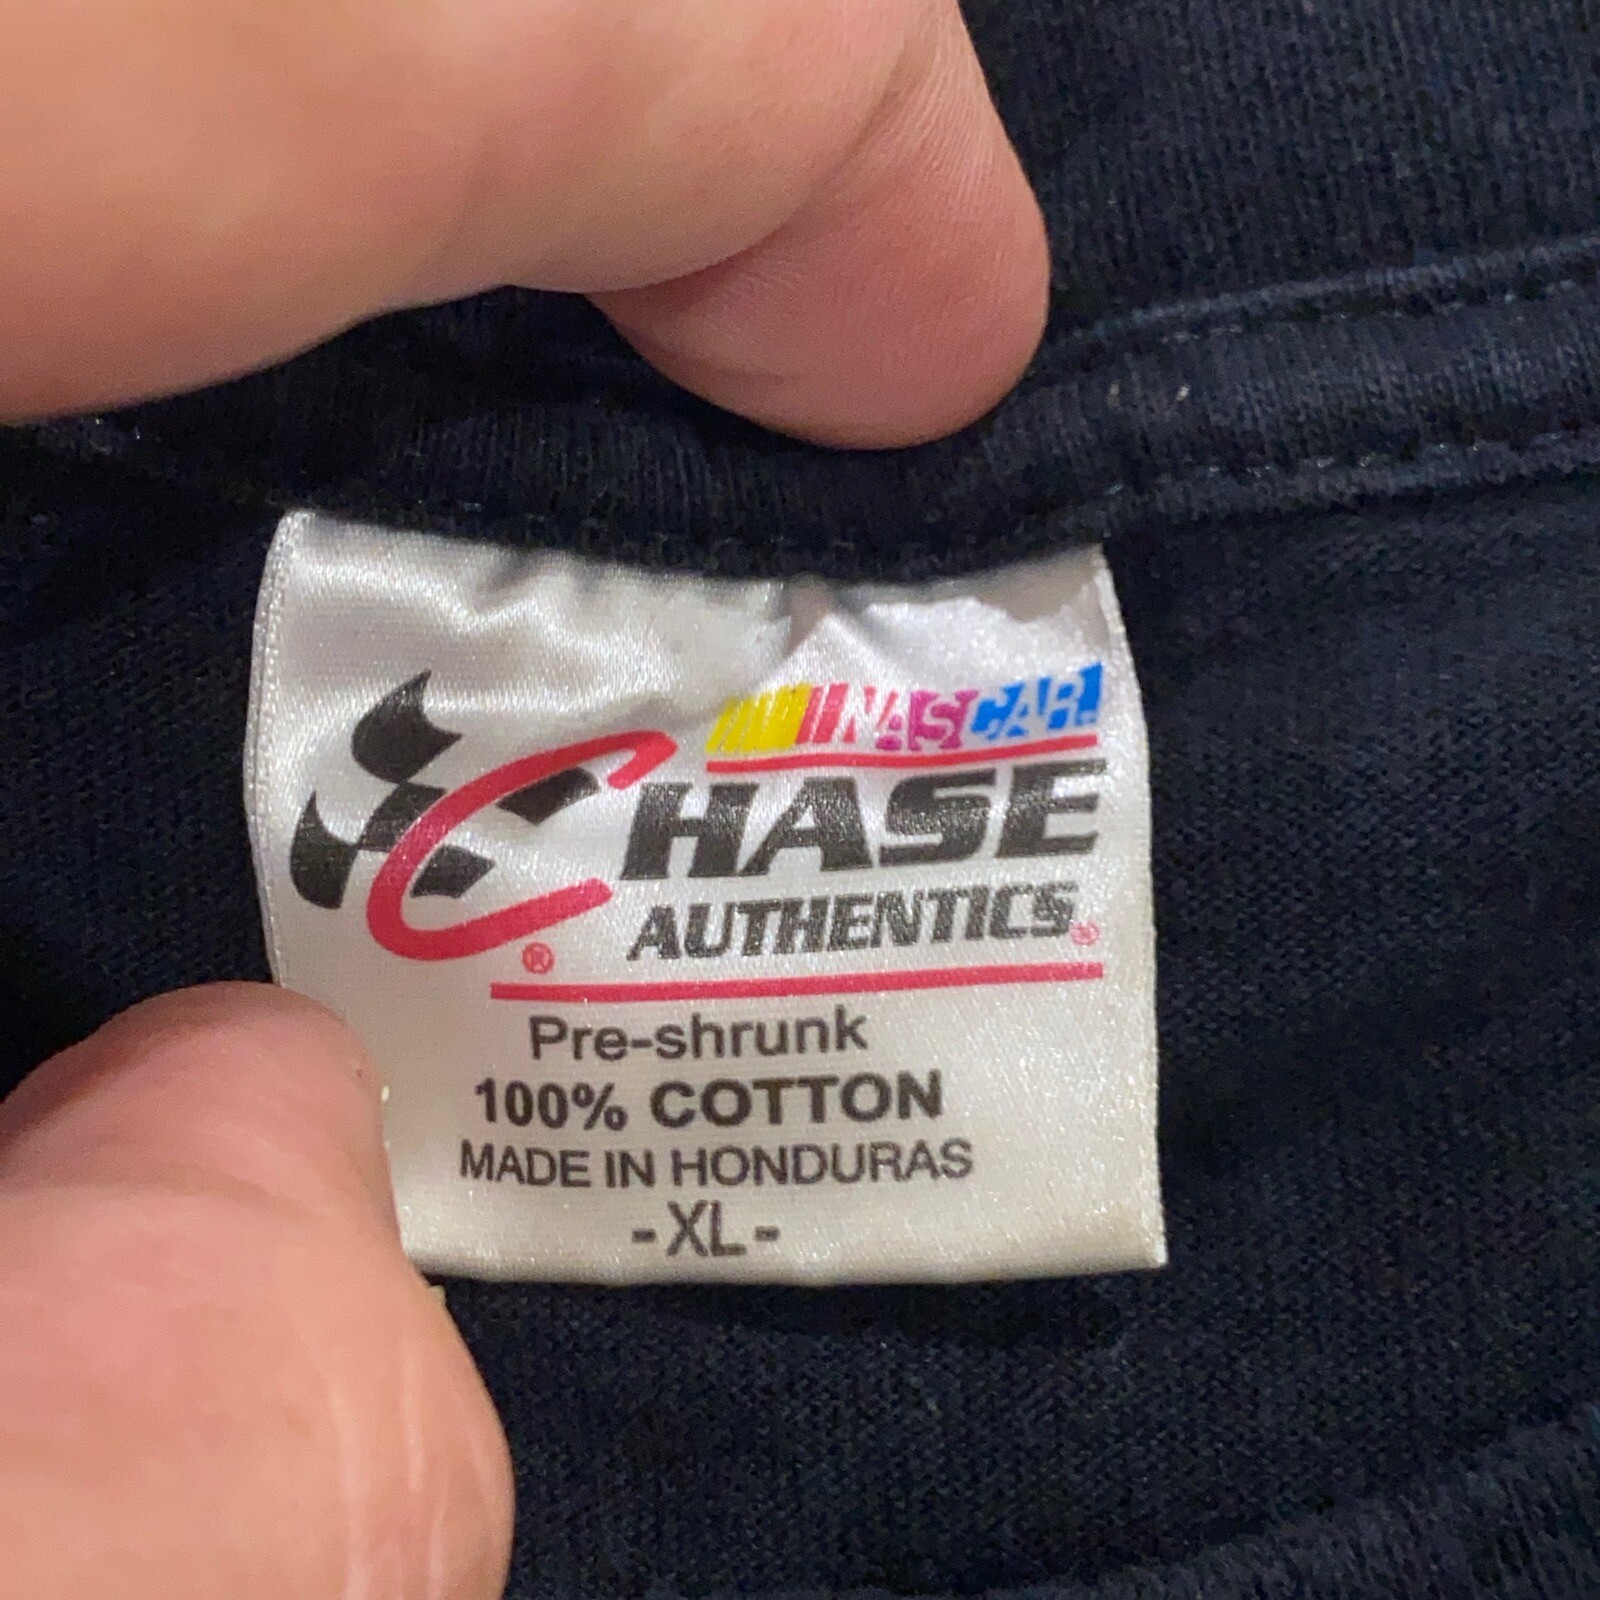 NASCAR.
CHASE
AUTHENTICS®
®
Pre-shrunk
100% COTTON
MADE IN HONDURAS
-XL-